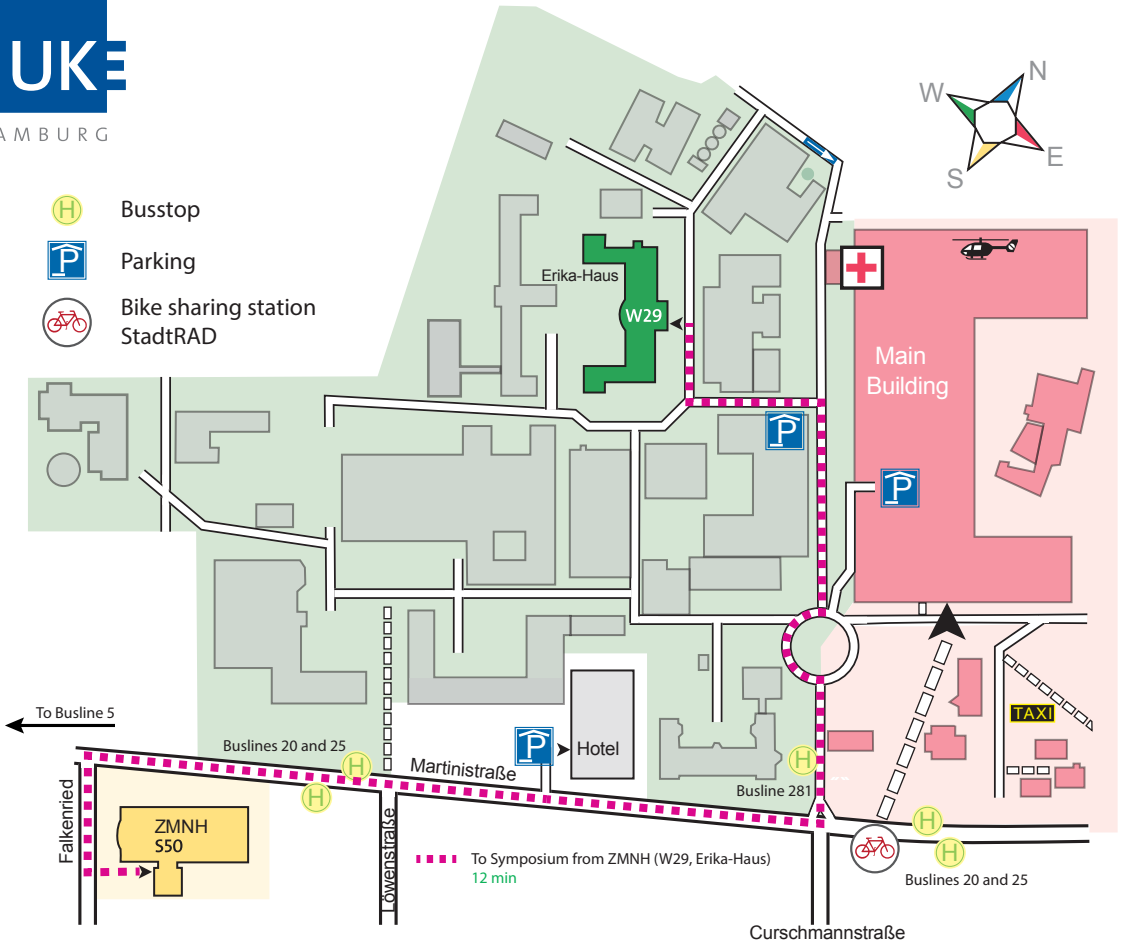 UKE
AMBURG
N
W
E
S
H
Busstop
P
Parking
Bike sharing station
StadtRAD
Erika-Haus
W29
Main
Building
P
P
TAXI
To Busline 5
Buslines 20 and 25
H
H
Martinistraße
P
Hotel
H
Busline 281
H
H
Buslines 20 and 25
Falkenried
ZMNH
S50
Löwenstraße
To Symposium from ZMNH (W29, Erika-Haus)
12 min
Curschmannstraße